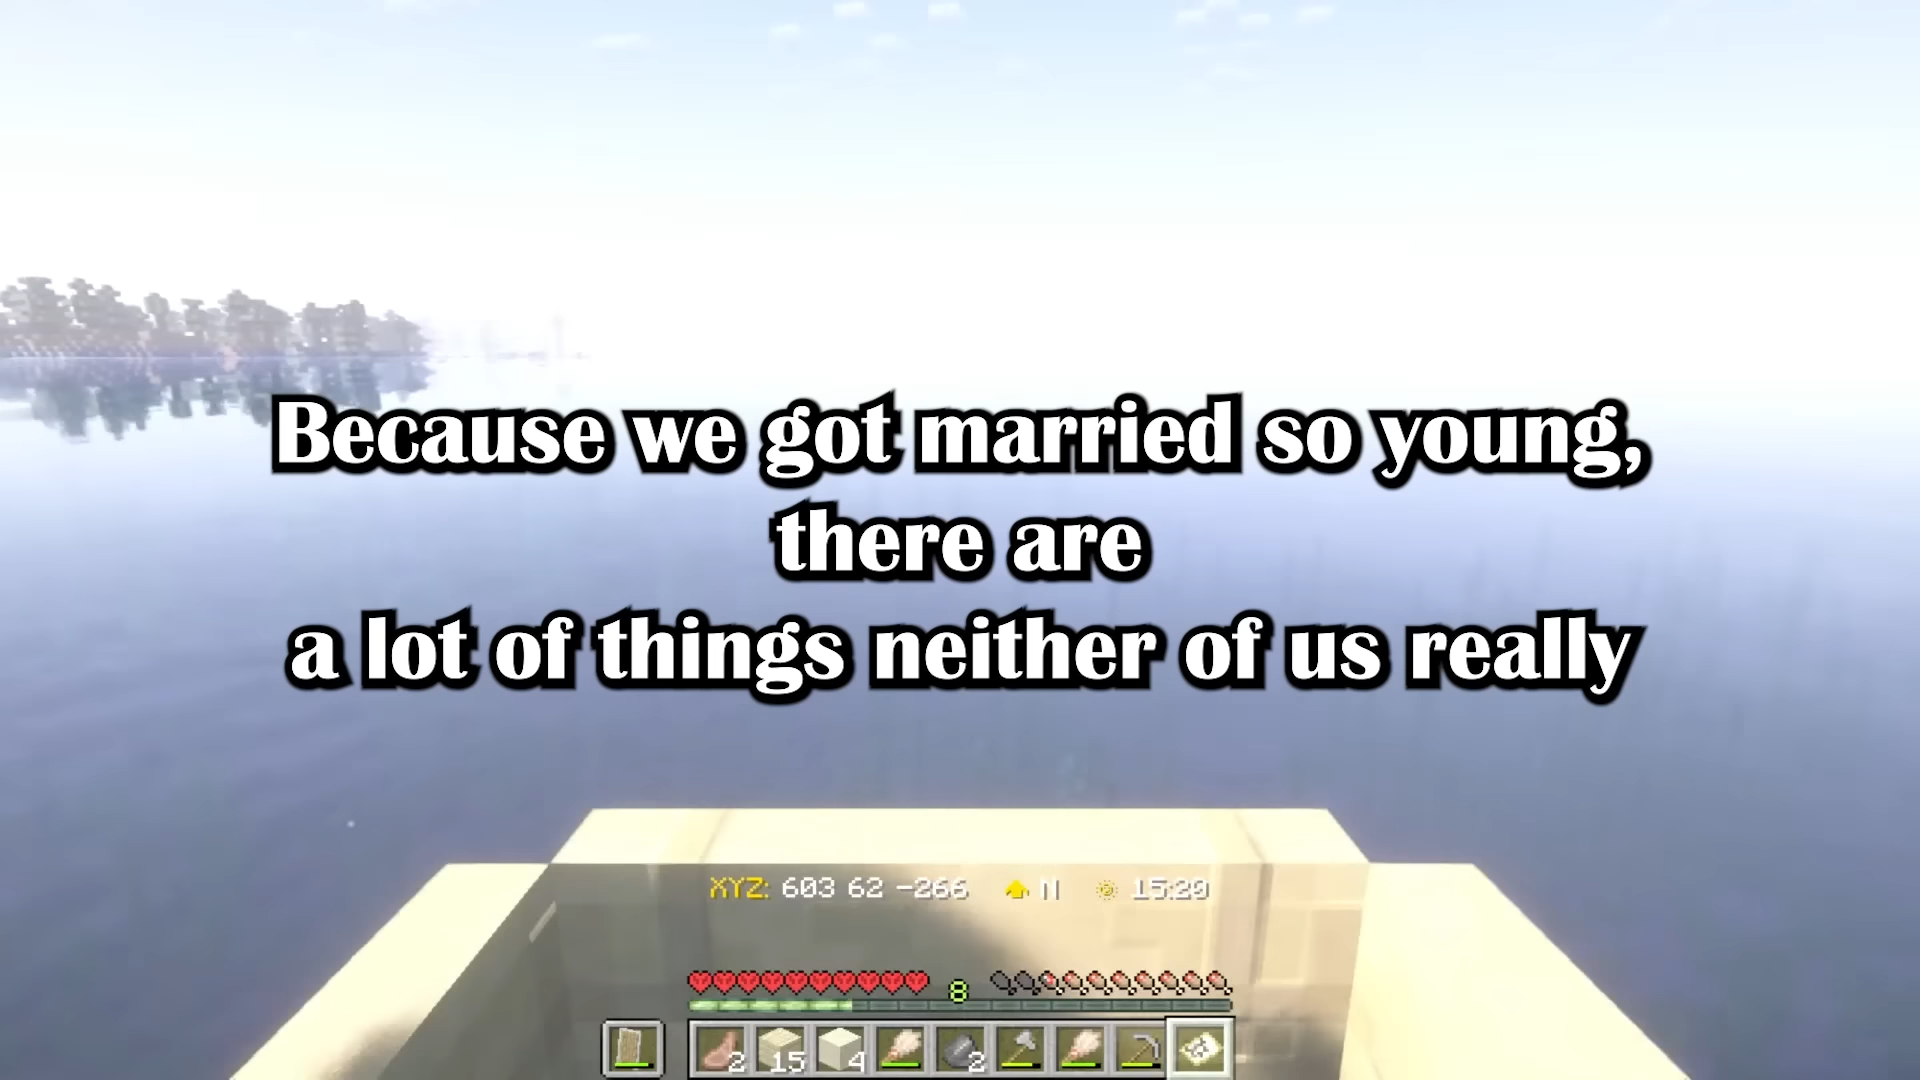 Because we got married so young,
there are
a lot of things neither of us really
XYZ: 603 62 -266 N 15:20
8
2 15 4 2